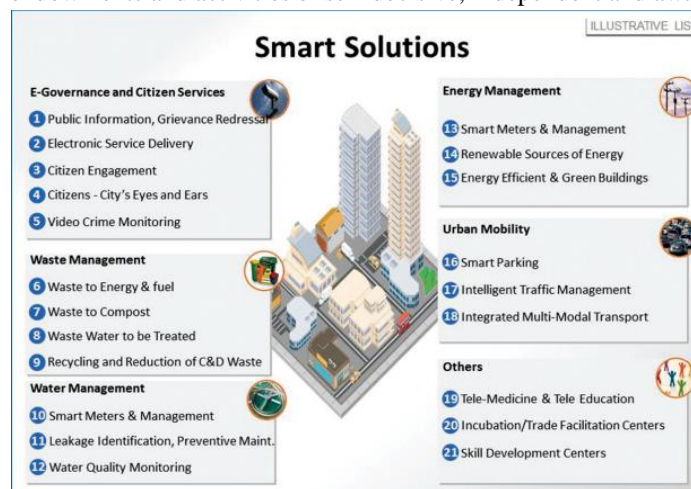 ILLUSTRATIVE LIS
Smart Solutions
E-Governance and Citizen Services
1 Public Information, Grievance Redressal
2 Electronic Service Delivery
3 Citizen Engagement
4 Citizens - City's Eyes and Ears
5 Video Crime Monitoring
Waste Management
6 Waste to Energy & fuel
7 Waste to Compost
8 Waste Water to be Treated
9 Recycling and Reduction of C&D Waste
Water Management
10 Smart Meters & Management
11 Leakage Identification, Preventive Maint.
12 Water Quality Monitoring
Energy Management
13 Smart Meters & Management
14 Renewable Sources of Energy
15 Energy Efficient & Green Buildings
Urban Mobility
16 Smart Parking
17 Intelligent Traffic Management
18 Integrated Multi-Modal Transport
Others
19 Tele-Medicine & Tele Education
20 Incubation/Trade Facilitation Centers
21 Skill Development Centers